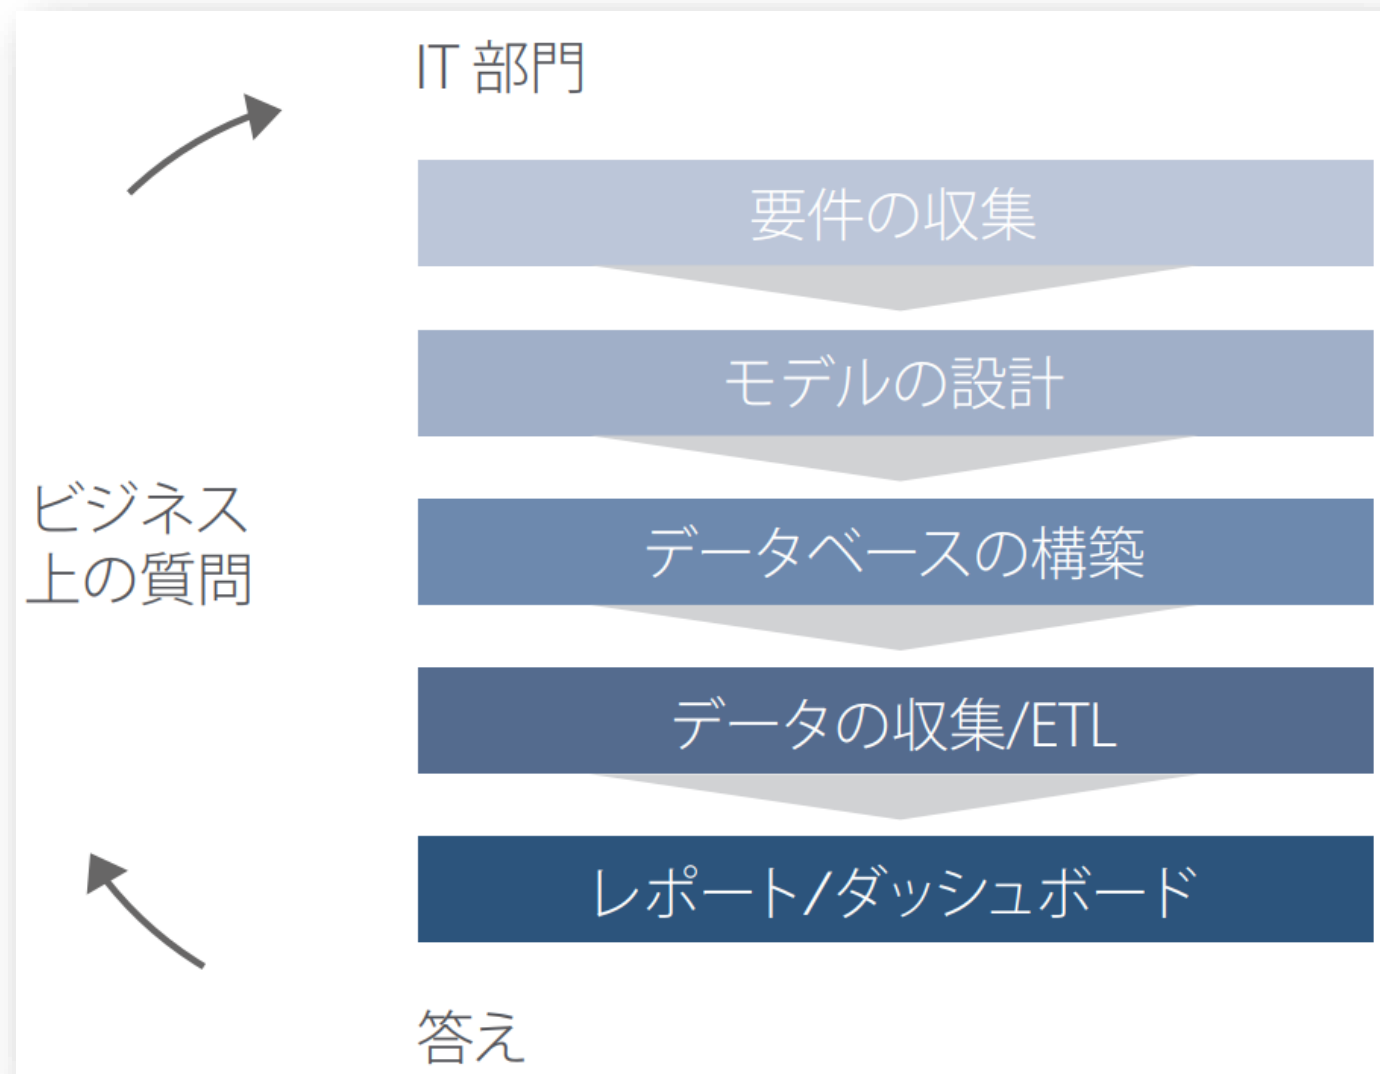 IT 部門
要件の収集
モデルの設計
ビジネス
上の質問
データベースの構築
データの収集/ETL
レポート/ダッシュボード
答え